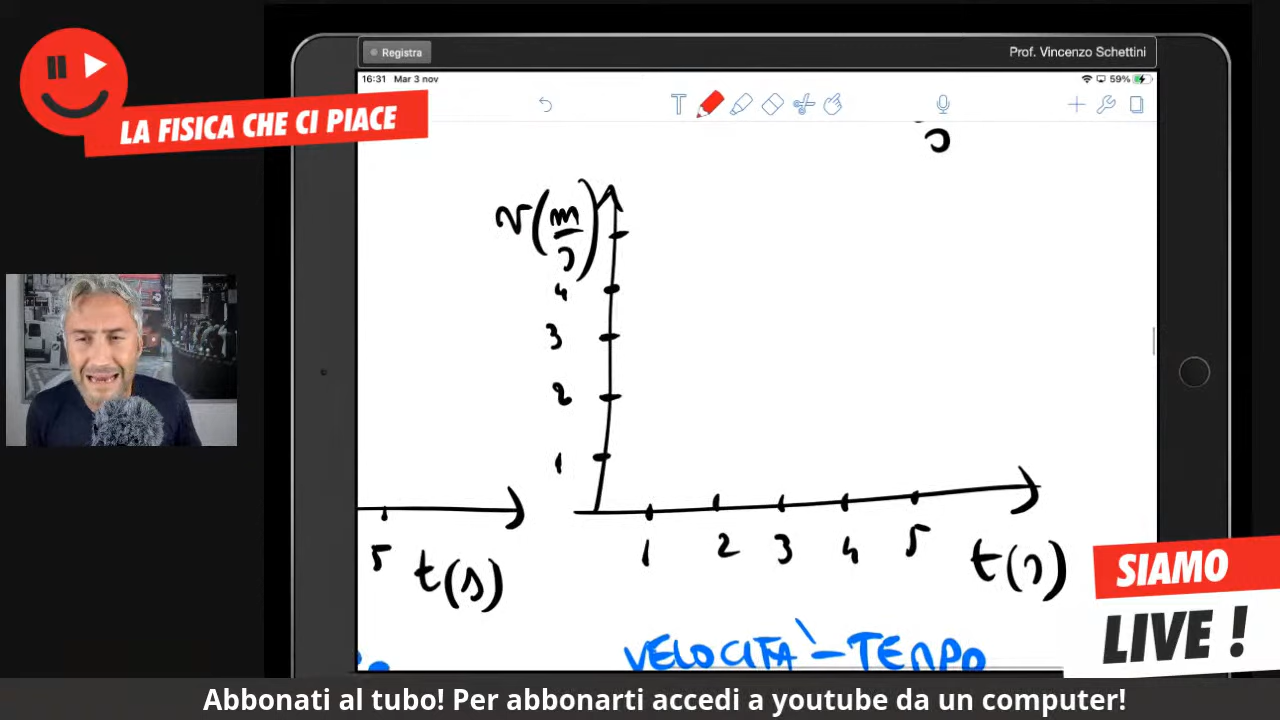 Registra
Prof. Vincenzo Schettini
16:31 Mar 3 nov
59%
LA FISICA CHE CI PIACE
T
v(m/s)
4
3
2
1
5
t(s)
1 2 3 4 5
t(s)
VELOCITÀ-TEMPO
SIAMO
LIVE !
Abbonati al tubo! Per abbonarti accedi a youtube da un computer!